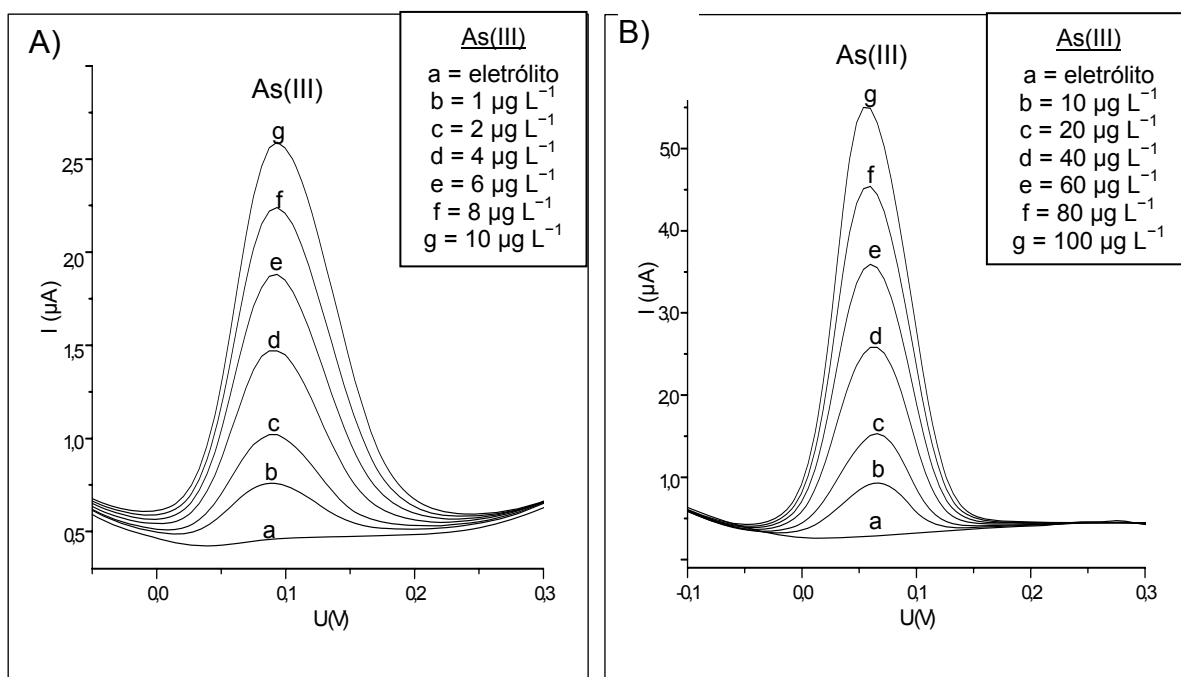 A)
As(III)
As(III)
a = eletrólito
b = 1 µg L⁻¹
c = 2 µg L⁻¹
d = 4 µg L⁻¹
e = 6 µg L⁻¹
f = 8 µg L⁻¹
g = 10 µg L⁻¹
g
f
e
d
c
b
a
2,5
2,0
1,5
1,0
0,5
I (µA)
0,0 0,1 0,2 0,3
U(V)
B)
As(III)
As(III)
a = eletrólito
b = 10 µg L⁻¹
c = 20 µg L⁻¹
d = 40 µg L⁻¹
e = 60 µg L⁻¹
f = 80 µg L⁻¹
g = 100 µg L⁻¹
g
f
e
d
c
b
a
5,0
4,0
3,0
2,0
1,0
0,0
I (µA)
-0,1 0,0 0,1 0,2 0,3
U(V)